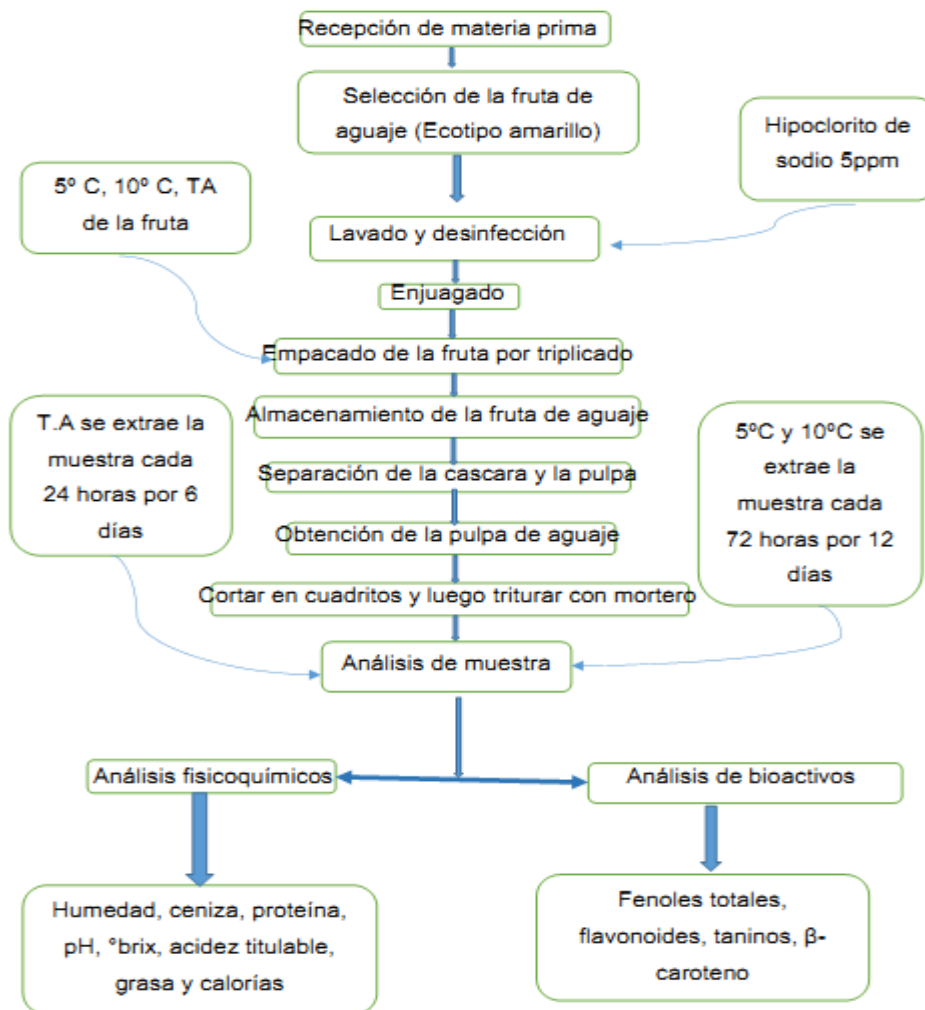 Recepción de materia prima
Selección de la fruta de
aguaje (Ecotipo amarillo)
Hipoclorito de
sodio 5ppm
5º C, 10º C, TA
de la fruta
Lavado y desinfección
Enjuagado
Empacado de la fruta por triplicado
Almacenamiento de la fruta de aguaje
T.A se extrae la
muestra cada
24 horas por 6
días
5ºC y 10ºC se
extrae la
muestra cada
72 horas por 12
días
Separación de la cascara y la pulpa
Obtención de la pulpa de aguaje
Cortar en cuadritos y luego triturar con mortero
Análisis de muestra
Análisis fisicoquímicos
Análisis de bioactivos
Humedad, ceniza, proteína,
pH, °brix, acidez titulable,
grasa y calorías
Fenoles totales,
flavonoides, taninos, β-
caroteno